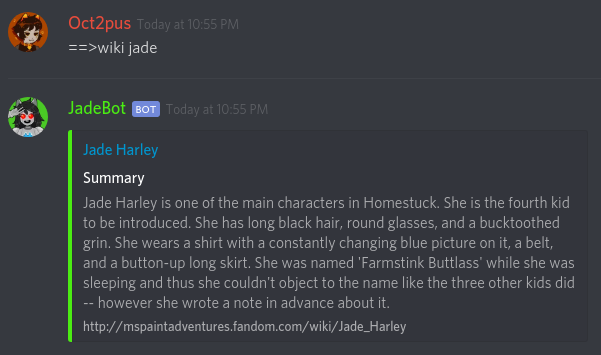 Oct2pus Today at 10:55 PM
==>wiki jade
JadeBot BOT Today at 10:55 PM
Jade Harley
Summary
Jade Harley is one of the main characters in Homestuck. She is the fourth kid
to be introduced. She has long black hair, round glasses, and a bucktoothed
grin. She wears a shirt with a constantly changing blue picture on it, a belt,
and a button-up long skirt. She was named 'Farmstink Buttlass' while she was
sleeping and thus she couldn't object to the name like the three other kids did
-- however she wrote a note in advance about it.
http://mspaintadventures.fandom.com/wiki/Jade_Harley